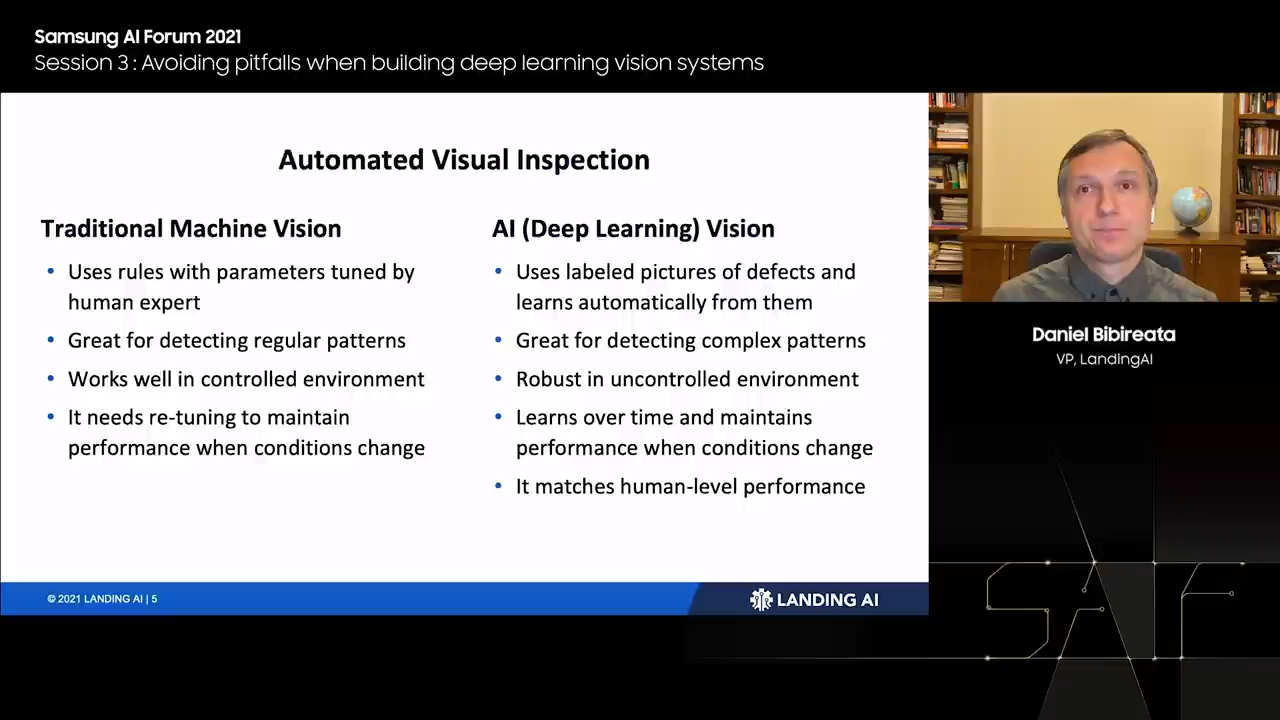 Samsung AI Forum 2021
Session 3 : Avoiding pitfalls when building deep learning vision systems
Automated Visual Inspection
Traditional Machine Vision
• Uses rules with parameters tuned by
human expert
• Great for detecting regular patterns
• Works well in controlled environment
• It needs re-tuning to maintain
performance when conditions change
AI (Deep Learning) Vision
• Uses labeled pictures of defects and
learns automatically from them
• Great for detecting complex patterns
• Robust in uncontrolled environment
• Learns over time and maintains
performance when conditions change
• It matches human-level performance
© 2021 LANDING AI | 5
LANDING AI
Daniel Bibireata
VP, LandingAI
SAIF